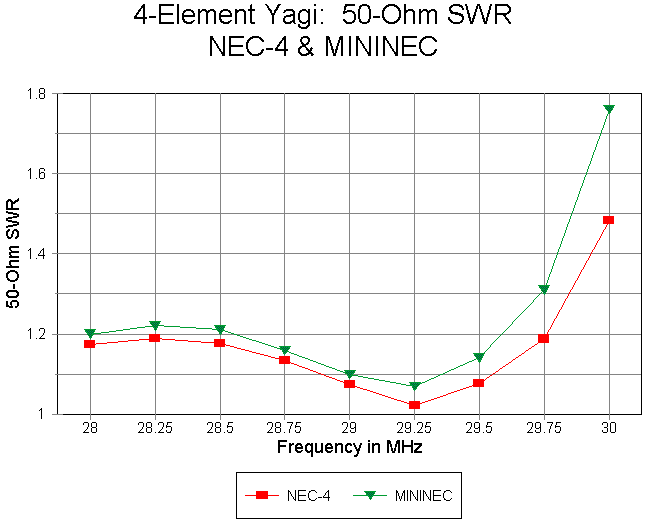 4-Element Yagi: 50-Ohm SWR
NEC-4 & MININEC
50-Ohm SWR
1.8
1.6
1.4
1.2
1
28 28.25 28.5 28.75 29 29.25 29.5 29.75 30
Frequency in MHz
NEC-4 MININEC